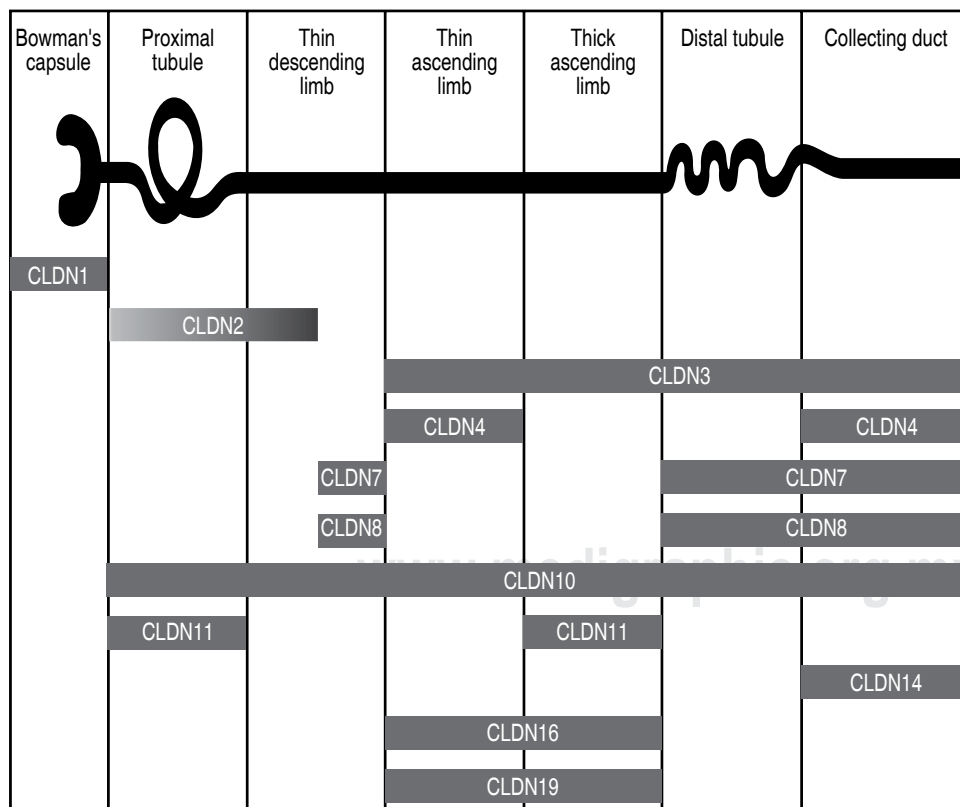 Bowman's
capsule
Proximal
tubule
Thin
descending
limb
Thin
ascending
limb
Thick
ascending
limb
Distal tubule
Collecting duct
CLDN1
CLDN2
CLDN3
CLDN4 CLDN4
CLDN7 CLDN7
CLDN8 CLDN8
CLDN10
CLDN11 CLDN11
CLDN14
CLDN16
CLDN19